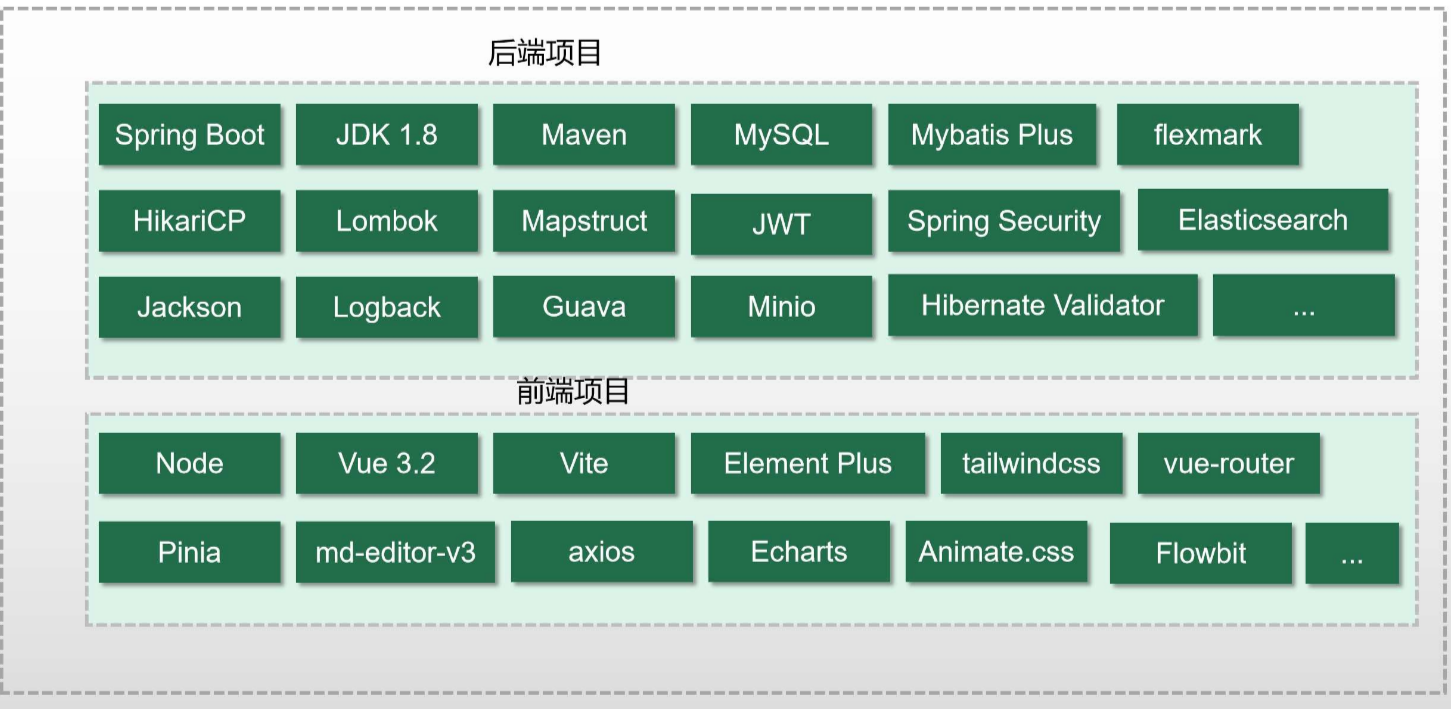 后端项目
Spring Boot JDK 1.8 Maven MySQL Mybatis Plus flexmark
HikariCP Lombok Mapstruct JWT Spring Security Elasticsearch
Jackson Logback Guava Minio Hibernate Validator ...
前端项目
Node Vue 3.2 Vite Element Plus tailwindcss vue-router
Pinia md-editor-v3 axios Echarts Animate.css Flowbit ...